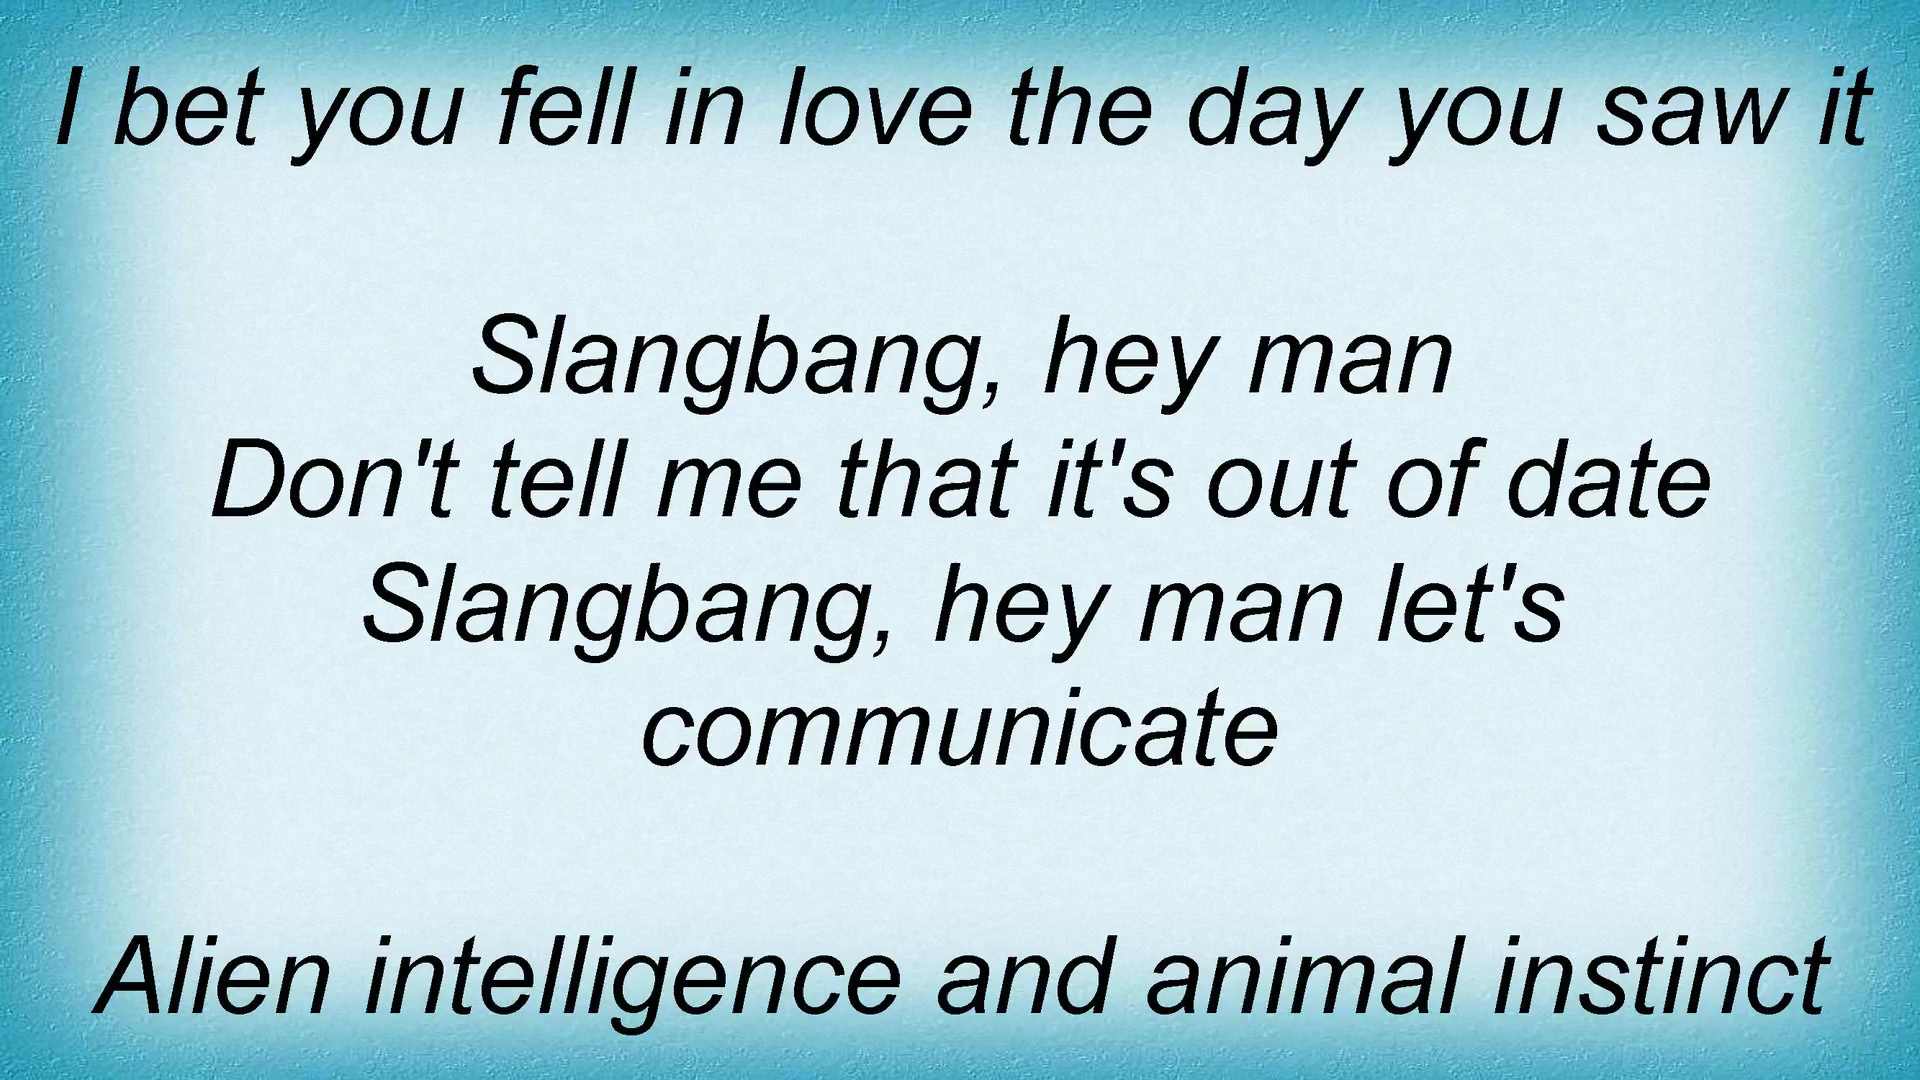 I bet you fell in love the day you saw it
Slangbang, hey man
Don't tell me that it's out of date
Slangbang, hey man let's
communicate
Alien intelligence and animal instinct